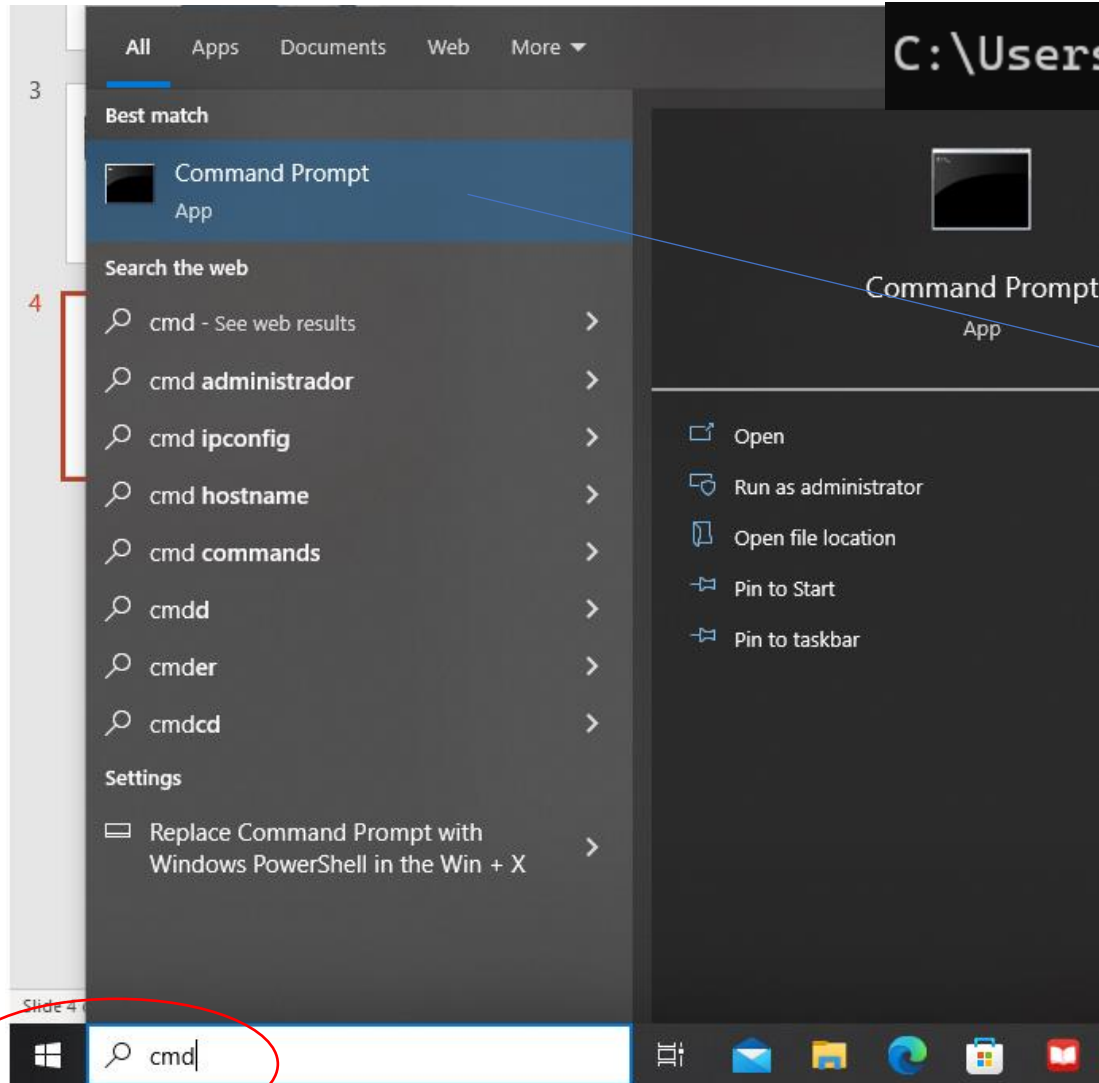 3
4
All Apps Documents Web More
C:\Users
Best match
Command Prompt
App
Search the web
cmd - See web results
cmd administrador
cmd ipconfig
cmd hostname
cmd commands
cmdd
cmder
cmdcd
Settings
Replace Command Prompt with
Windows PowerShell in the Win + X
Command Prompt
App
Open
Run as administrator
Open file location
Pin to Start
Pin to taskbar
Slide 4
cmd